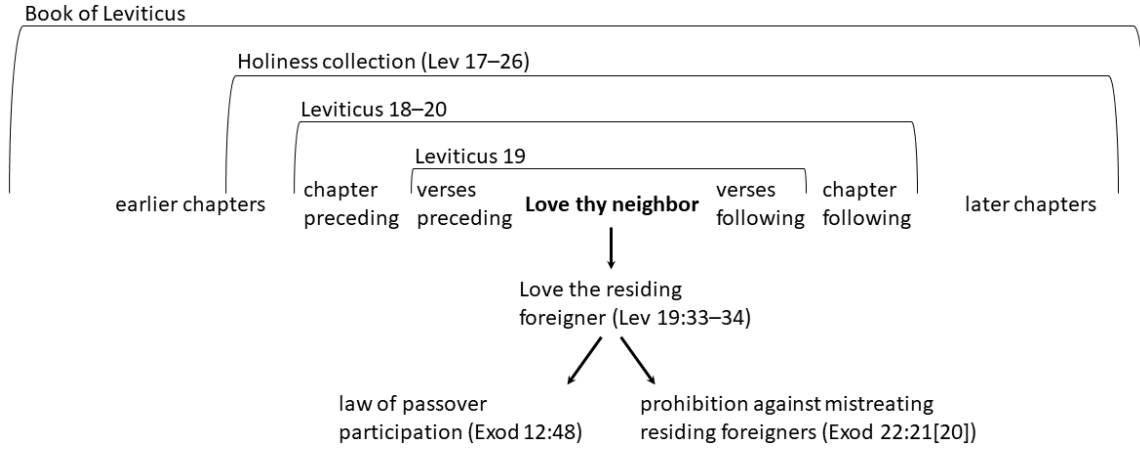 Book of Leviticus
Holiness collection (Lev 17–26)
Leviticus 18–20
Leviticus 19
earlier chapters
chapter
preceding
verses
preceding
Love thy neighbor
verses
following
chapter
following
later chapters
Love the residing
foreigner (Lev 19:33–34)
law of passover
participation (Exod 12:48)
prohibition against mistreating
residing foreigners (Exod 22:21[20])